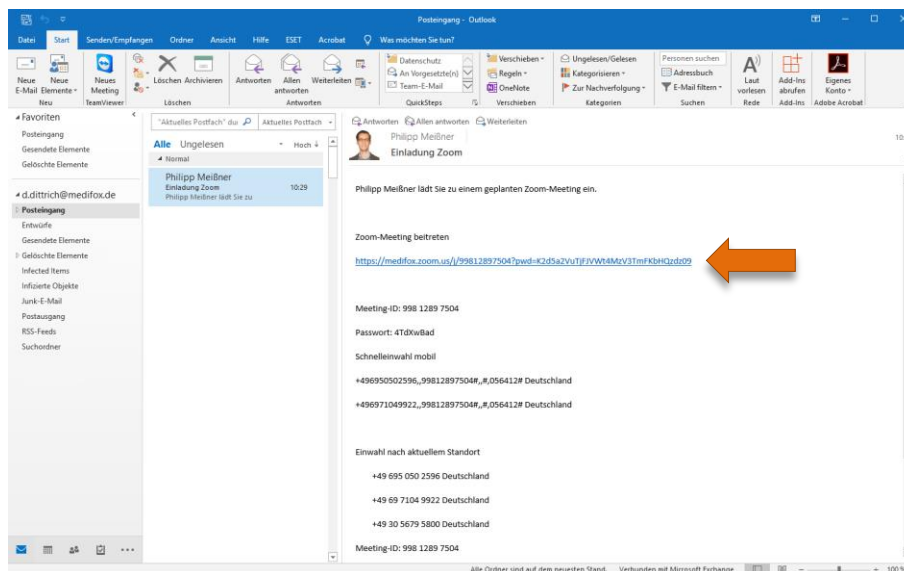 Posteingang - Outlook
Datei Start Senden/Empfangen Ordner Ansicht Hilfe ESET Acrobat Was möchten Sie tun?
Neue E-Mail
Neue Elemente
Neu
Neues Meeting
TeamViewer
Löschen Archivieren
Löschen
Antworten
Allen antworten
Weiterleiten
Antworten
Datenschutz
An Vorgesetzte(n)
Team-E-Mail
QuickSteps
Verschieben
Regeln
OneNote
Verschieben
Ungelesen/Gelesen
Kategorisieren
Zur Nachverfolgung
Kategorien
Personen suchen
Adressbuch
E-Mail filtern
Suchen
Laut vorlesen
Rede
Add-Ins abrufen
Add-Ins
Eigenes Konto
Adobe Acrobat
Favoriten
Posteingang
Gesendete Elemente
Gelöschte Elemente
d.dittrich@medifox.de
Posteingang
Entwürfe
Gesendete Elemente
Gelöschte Elemente
Infected Items
Infizierte Objekte
Junk-E-Mail
Postausgang
RSS-Feeds
Suchordner
"Aktuelles Postfach" du Aktuelles Postfach
Alle Ungelesen Hoch
Normal
Philipp Meißner
Einladung Zoom 10:29
Philipp Meißner lädt Sie zu
Antworten Allen antworten Weiterleiten
Philipp Meißner 10:
Einladung Zoom
Philipp Meißner lädt Sie zu einem geplanten Zoom-Meeting ein.
Zoom-Meeting beitreten
https://medifox.zoom.us/j/99812897504?pwd=K2d5a2VuTjFJVWt4MzV3TmFKbHQzdz09
Meeting-ID: 998 1289 7504
Passwort: 4TdXwBad
Schnelleinwahl mobil
+496950502596,,99812897504#,,#,056412# Deutschland
+496971049922,,99812897504#,,#,056412# Deutschland
Einwahl nach aktuellem Standort
+49 695 050 2596 Deutschland
+49 69 7104 9922 Deutschland
+49 30 5679 5800 Deutschland
Meeting-ID: 998 1289 7504
Alle Ordner sind auf dem neuesten Stand. Verbunden mit Microsoft Exchange 100 %